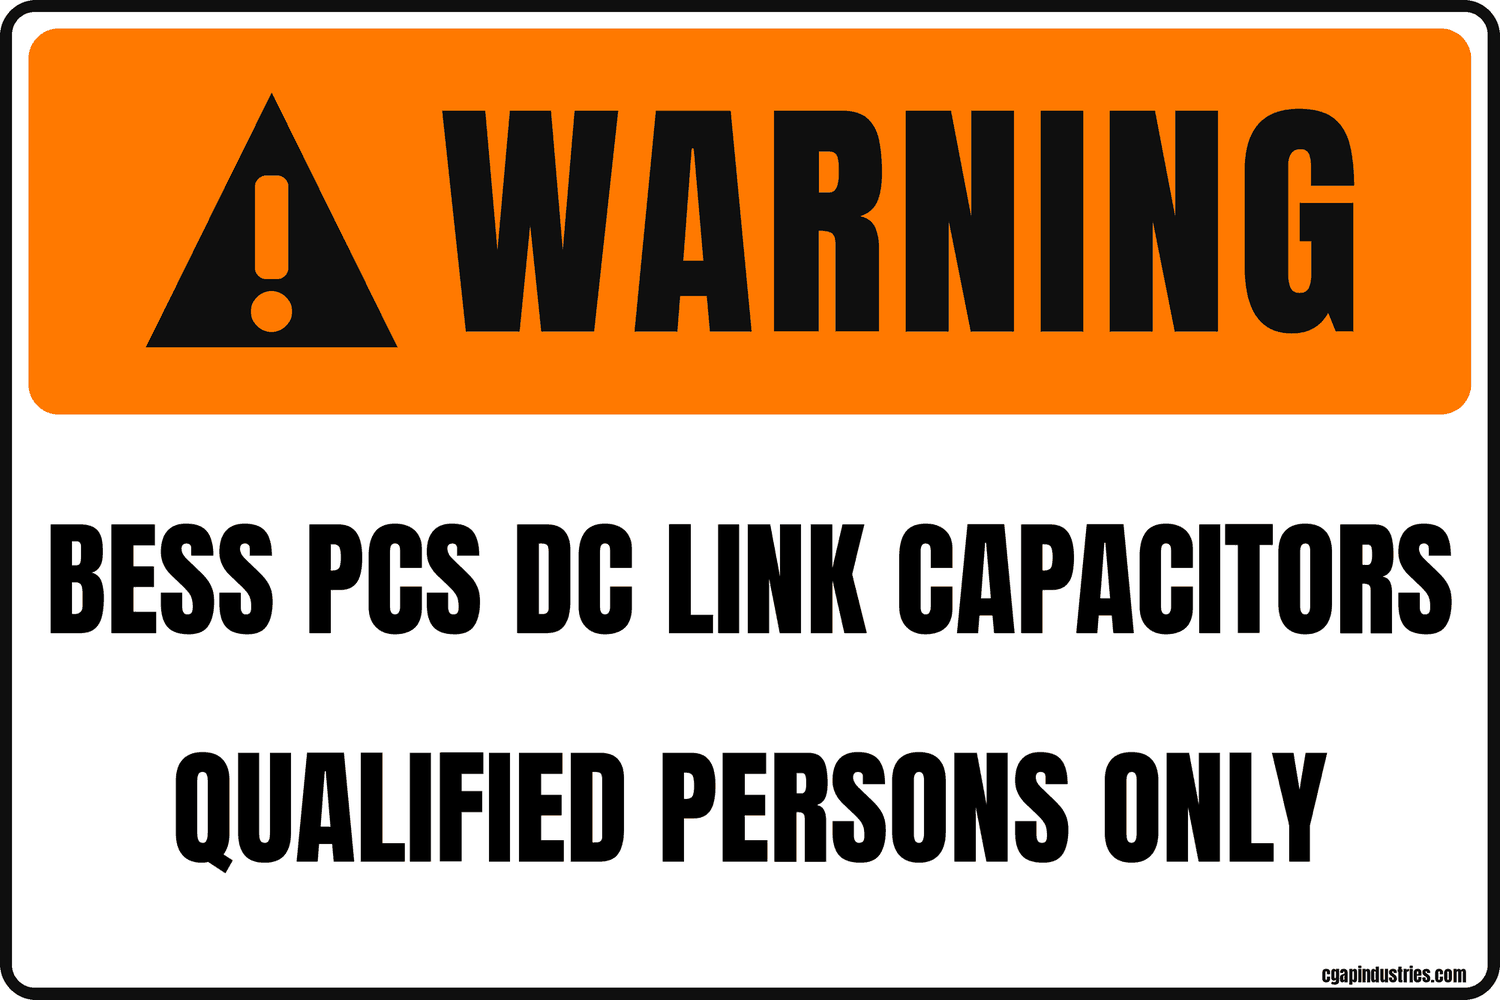 WARNING
BESS PCS DC LINK CAPACITORS
QUALIFIED PERSONS ONLY
cgapindustries.com